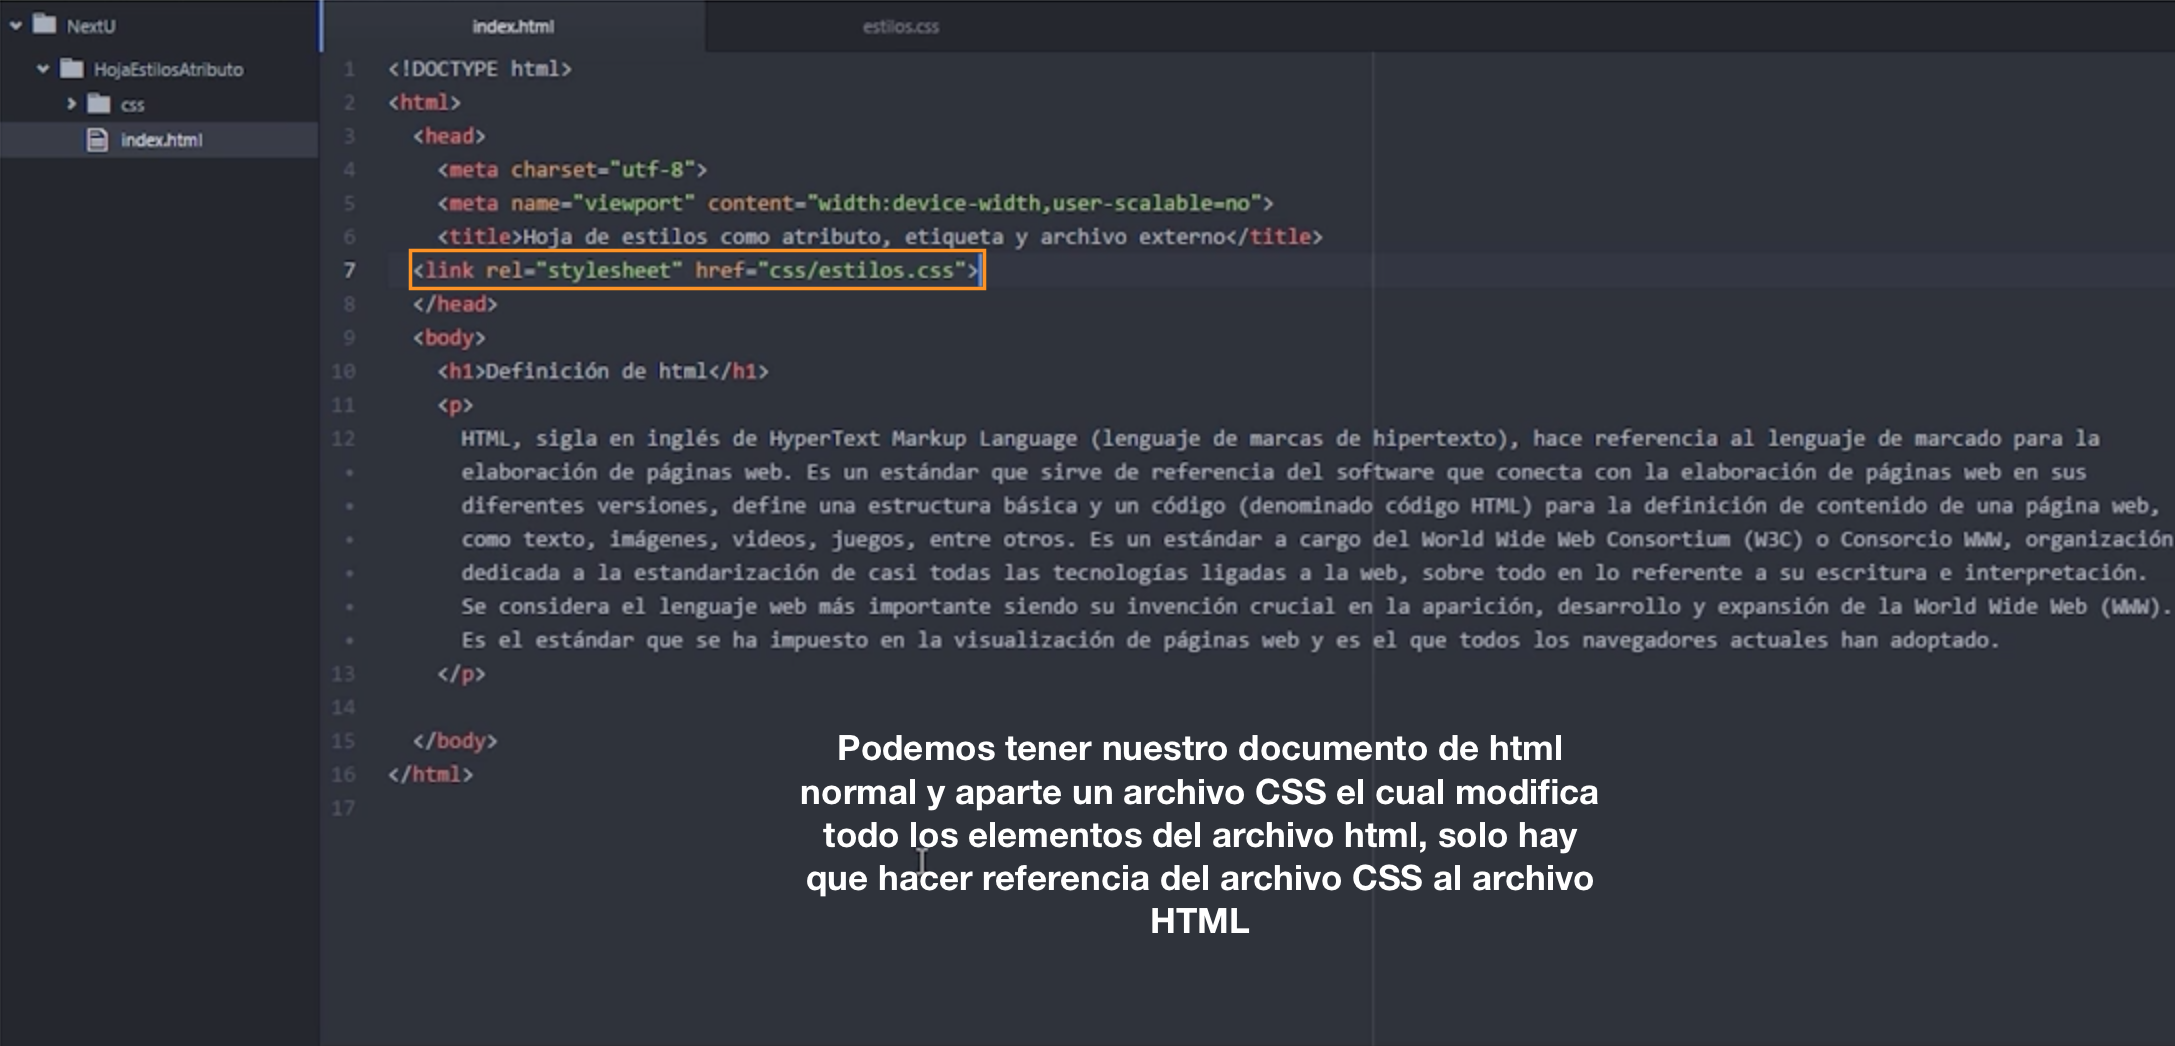 NextU
HojaEstilosAtributo
css
index.html
index.html
estilos.css
1 <!DOCTYPE html>
2 <html>
3 <head>
4 <meta charset="utf-8">
5 <meta name="viewport" content="width:device-width,user-scalable=no">
6 <title>Hoja de estilos como atributo, etiqueta y archivo externo</title>
7 <link rel="stylesheet" href="css/estilos.css">
8 </head>
9 <body>
10 <h1>Definición de html</h1>
11 <p>
12 HTML, sigla en inglés de HyperText Markup Language (lenguaje de marcas de hipertexto), hace referencia al lenguaje de marcado para la
elaboración de páginas web. Es un estándar que sirve de referencia del software que conecta con la elaboración de páginas web en sus
diferentes versiones, define una estructura básica y un código (denominado código HTML) para la definición de contenido de una página web,
como texto, imágenes, videos, juegos, entre otros. Es un estándar a cargo del World Wide Web Consortium (W3C) o Consorcio WWW, organización
dedicada a la estandarización de casi todas las tecnologías ligadas a la web, sobre todo en lo referente a su escritura e interpretación.
Se considera el lenguaje web más importante siendo su invención crucial en la aparición, desarrollo y expansión de la World Wide Web (WWW).
Es el estándar que se ha impuesto en la visualización de páginas web y es el que todos los navegadores actuales han adoptado.
13 </p>
14
15 </body>
16 </html>
17
Podemos tener nuestro documento de html
normal y aparte un archivo CSS el cual modifica
todo los elementos del archivo html, solo hay
que hacer referencia del archivo CSS al archivo
HTML